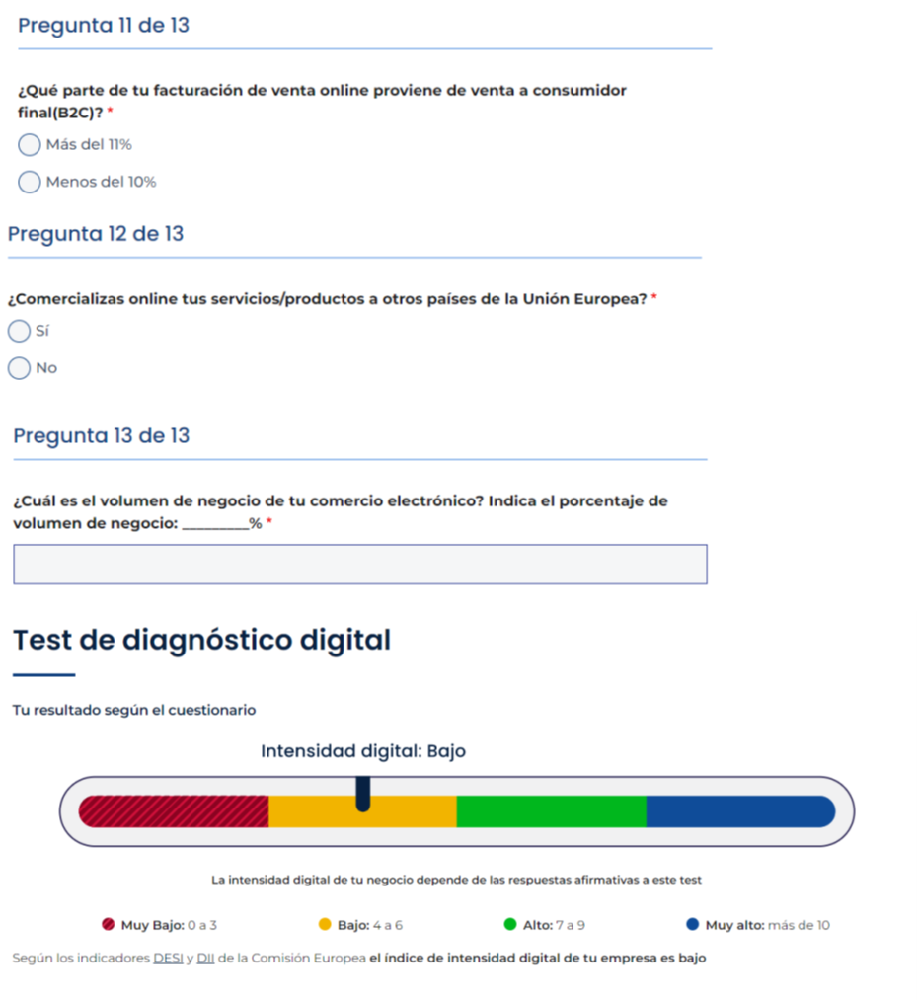 Pregunta 11 de 13
¿Qué parte de tu facturación de venta online proviene de venta a consumidor
final(B2C)? *
Más del 11%
Menos del 10%
Pregunta 12 de 13
¿Comercializas online tus servicios/productos a otros países de la Unión Europea? *
Sí
No
Pregunta 13 de 13
¿Cuál es el volumen de negocio de tu comercio electrónico? Indica el porcentaje de
volumen de negocio: _________% *
Test de diagnóstico digital
Tu resultado según el cuestionario
Intensidad digital: Bajo
La intensidad digital de tu negocio depende de las respuestas afirmativas a este test
Muy Bajo: 0 a 3 Bajo: 4 a 6 Alto: 7 a 9 Muy alto: más de 10
Según los indicadores DESI y DII de la Comisión Europea el índice de intensidad digital de tu empresa es bajo